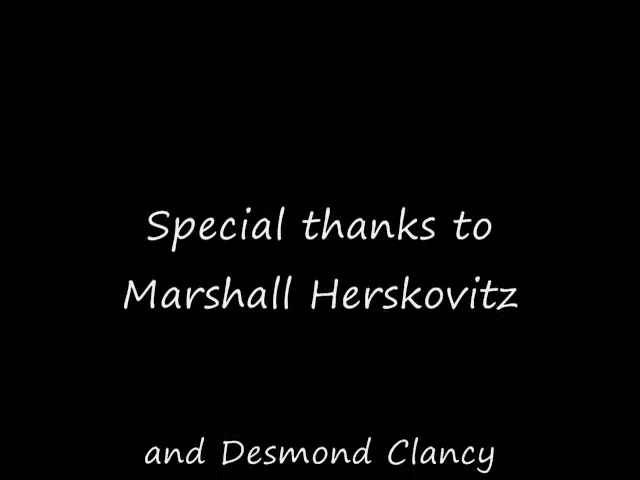 Special thanks to
Marshall Herskovitz
and Desmond Clancy